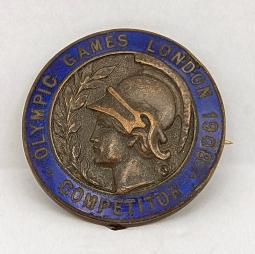 OLYMPIC GAMES LONDON 1908
COMPETITOR